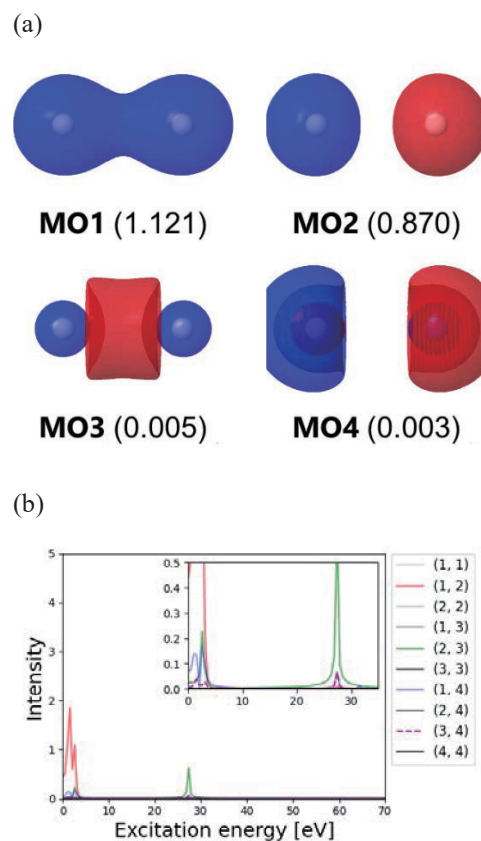 (a)
MO1 (1.121)
MO2 (0.870)
MO3 (0.005)
MO4 (0.003)
(b)
5
4
3
2
1
0
Intensity
0.5
0.4
0.3
0.2
0.1
0.0
0 10 20 30
0 10 20 30 40 50 60 70
Excitation energy [eV]
(1, 1)
(1, 2)
(2, 2)
(1, 3)
(2, 3)
(3, 3)
(1, 4)
(2, 4)
(3, 4)
(4, 4)